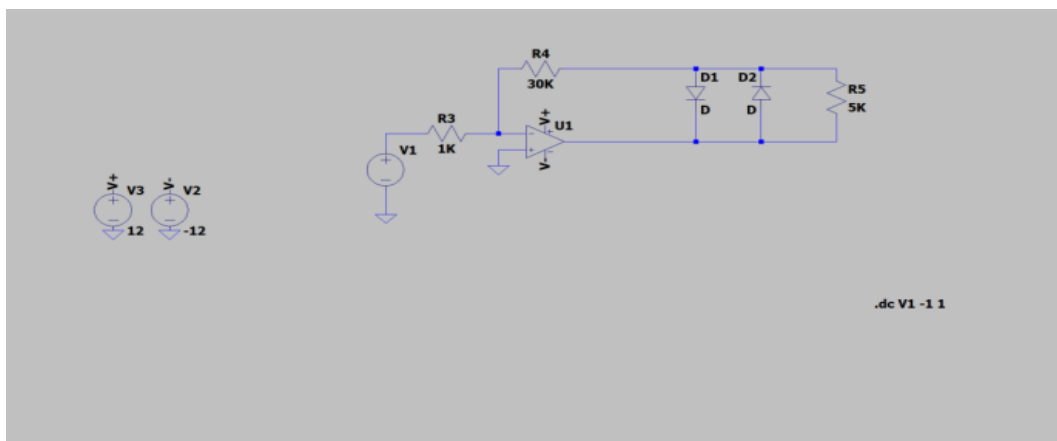 R4
30K
D1
D2
R5
D
D
5K
R3
1K
V+
U1
V1
V-
V+
V3
12
V-
V2
-12
.dc V1 -1 1